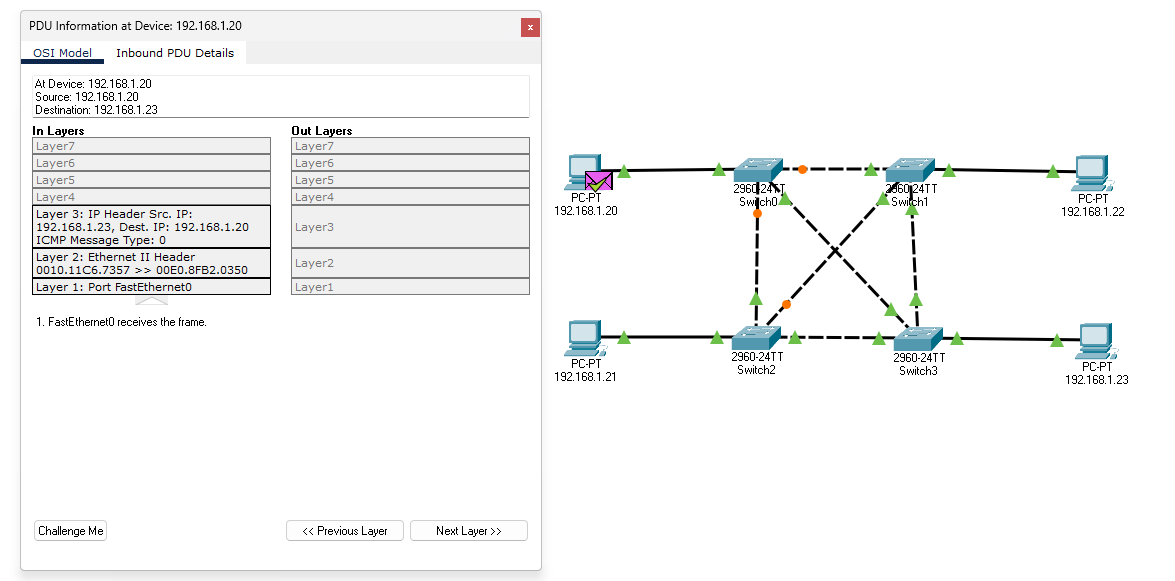 PDU Information at Device: 192.168.1.20
x
OSI Model
Inbound PDU Details
At Device: 192.168.1.20
Source: 192.168.1.20
Destination: 192.168.1.23
In Layers
Layer7
Layer6
Layer5
Layer4
Layer 3: IP Header Src. IP:
192.168.1.23, Dest. IP: 192.168.1.20
ICMP Message Type: 0
Layer 2: Ethernet II Header
0010.11C6.7357 >> 00E0.8FB2.0350
Layer 1: Port FastEthernet0
Out Layers
Layer7
Layer6
Layer5
Layer4
Layer3
Layer2
Layer1
1. FastEthernet0 receives the frame.
Challenge Me
<< Previous Layer
Next Layer >>
PC-PT
192.168.1.20
2960-24TT
Switch0
2960-24TT
Switch1
PC-PT
192.168.1.22
PC-PT
192.168.1.21
2960-24TT
Switch2
2960-24TT
Switch3
PC-PT
192.168.1.23